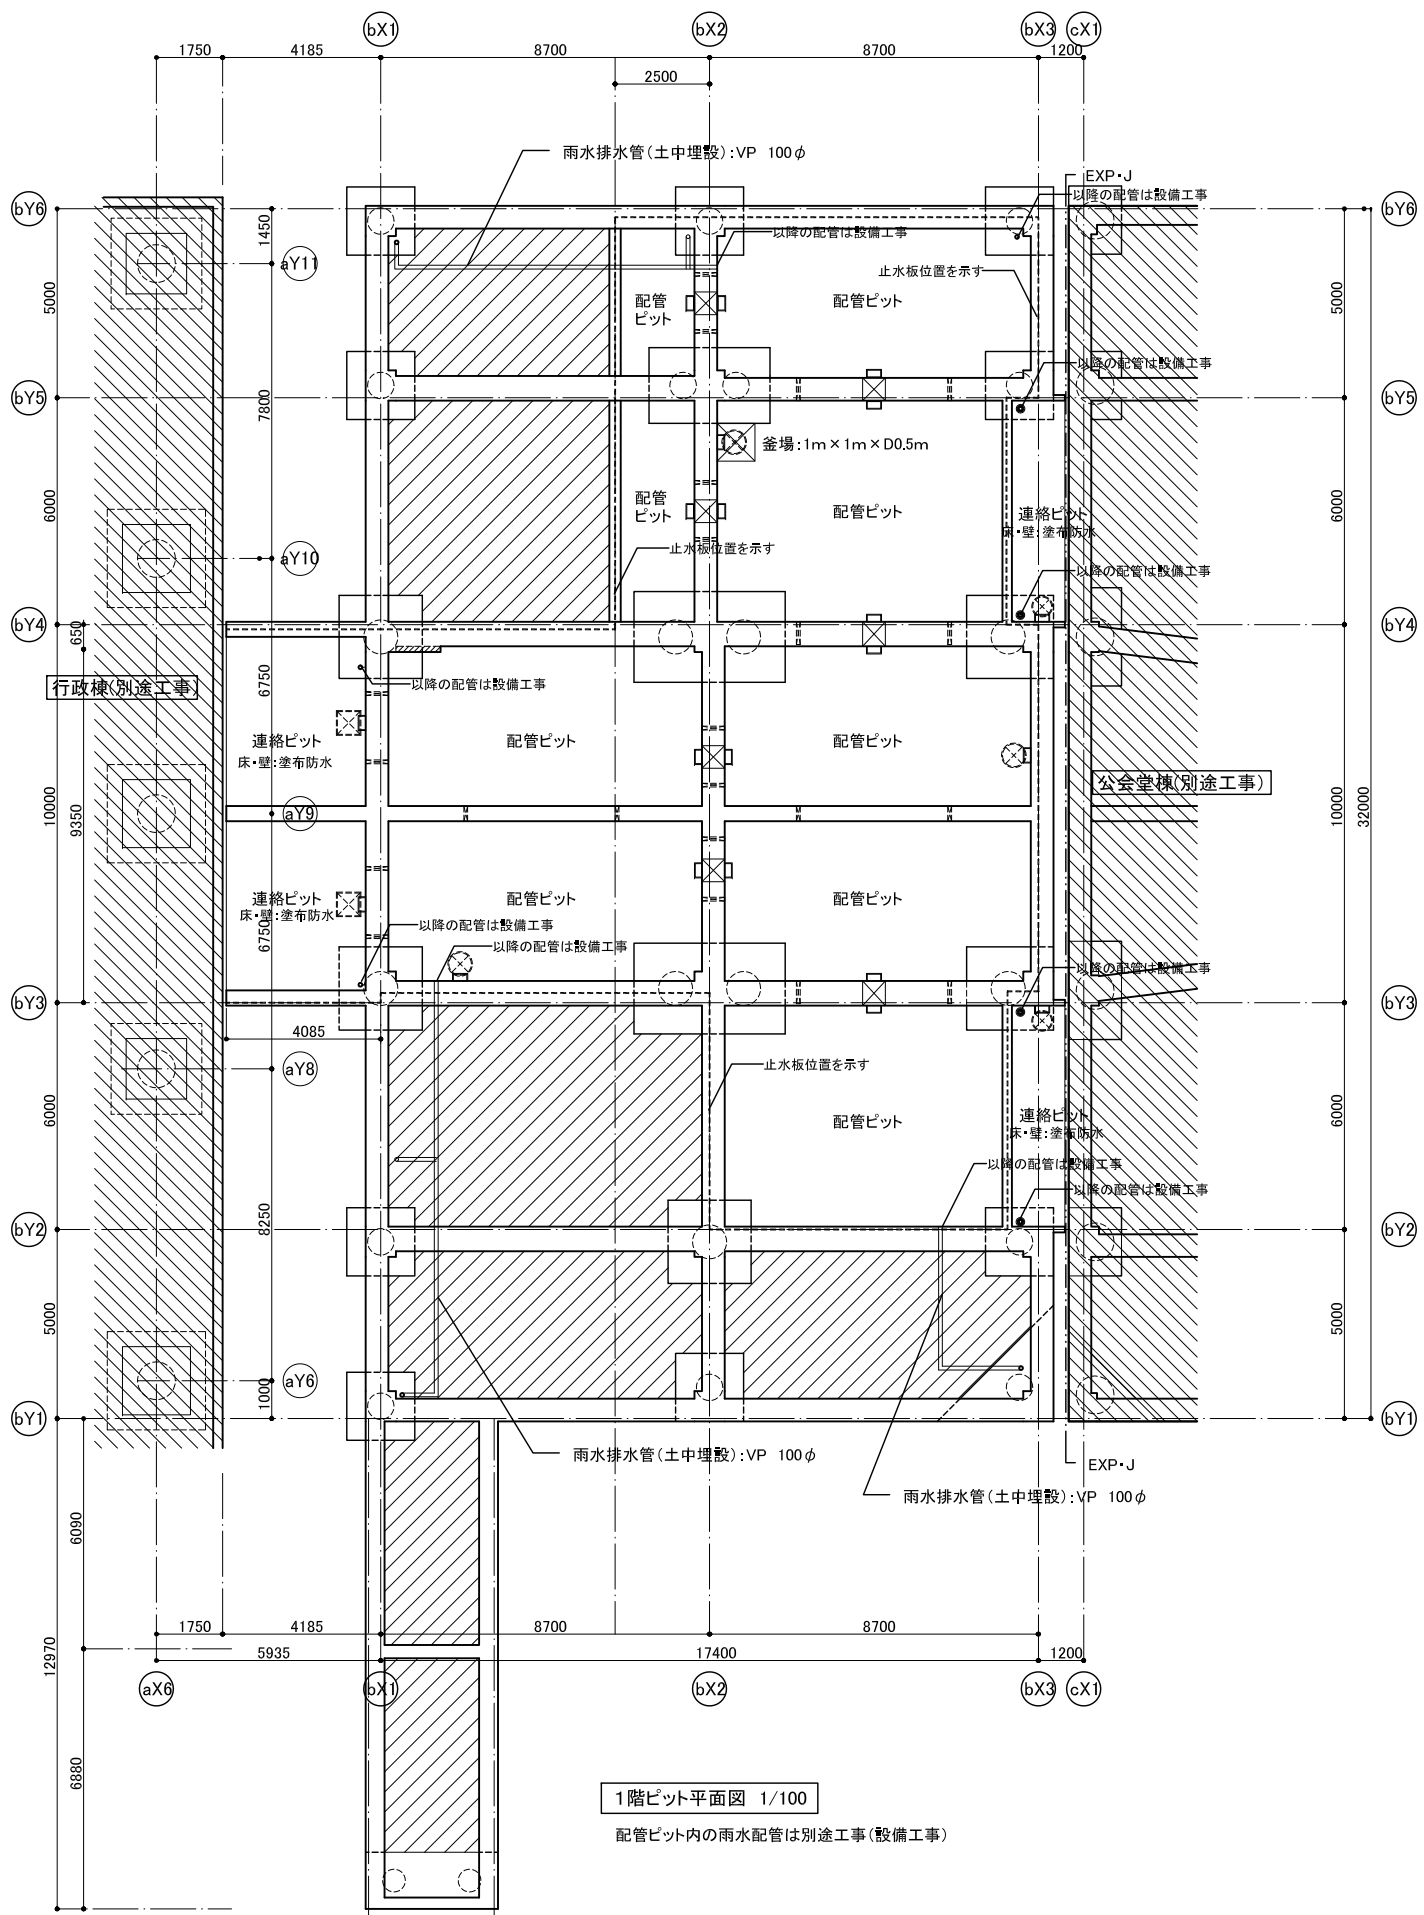 bX1
bX2
bX3
cX1
1750
4185
8700
8700
1200
2500
雨水排水管(土中埋設):VP 100φ
EXP・J
以降の配管は設備工事
bY6
bY6
1450
aY11
以降の配管は設備工事
止水板位置を示す
5000
配管
ピット
配管ピット
5000
以降の配管は設備工事
bY5
bY5
7800
釜場:1m×1m×D0.5m
6000
配管
ピット
配管ピット
連絡ピット
床・壁:塗布防水
6000
止水板位置を示す
aY10
以降の配管は設備工事
bY4
bY4
650
行政棟(別途工事)
6750
以降の配管は設備工事
連絡ピット
床・壁:塗布防水
配管ピット
配管ピット
公会堂棟(別途工事)
10000
9350
aY9
10000
32000
連絡ピット
床・壁:塗布防水
配管ピット
配管ピット
6750
以降の配管は設備工事
以降の配管は設備工事
以降の配管は設備工事
bY3
bY3
4085
aY8
止水板位置を示す
6000
配管ピット
連絡ピット
床・壁:塗布防水
6000
以降の配管は設備工事
以降の配管は設備工事
8250
bY2
bY2
5000
5000
aY6
1000
bY1
bY1
雨水排水管(土中埋設):VP 100φ
EXP・J
雨水排水管(土中埋設):VP 100φ
6090
1750
4185
8700
8700
12970
5935
17400
1200
aX6
bX1
bX2
bX3
cX1
6880
1階ピット平面図 1/100
配管ピット内の雨水配管は別途工事(設備工事)